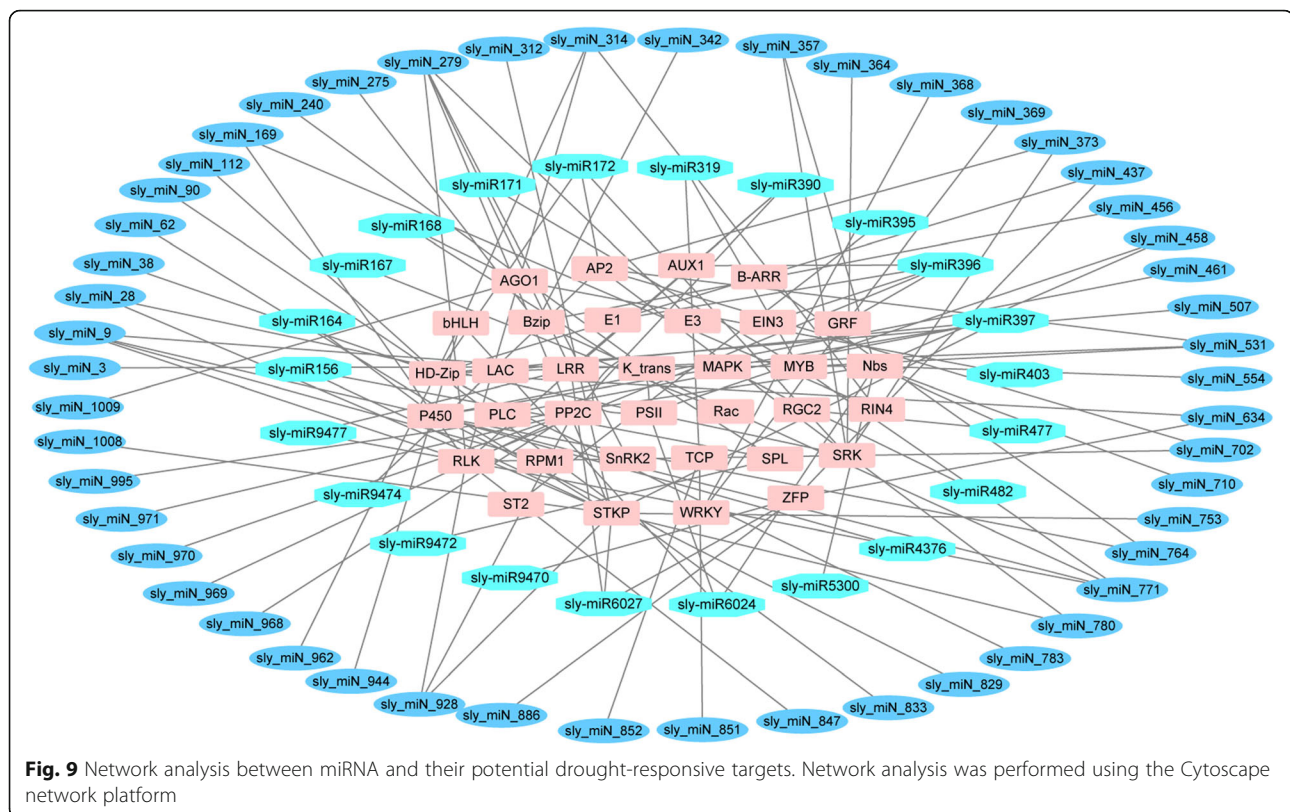 sly_miN_314
sly_miN_312
sly_miN_342
sly_miN_279
sly_miN_357
sly_miN_364
sly_miN_275
sly_miN_368
sly_miN_240
sly_miN_369
sly_miN_169
sly_miN_373
sly_miN_112
sly_miN_437
sly_miN_90
sly_miN_456
sly_miN_62
sly_miN_458
sly_miN_38
sly_miN_461
sly_miN_28
sly_miN_507
sly_miN_9
sly_miN_531
sly_miN_3
sly_miN_554
sly_miN_1009
sly_miN_634
sly_miN_1008
sly_miN_702
sly_miN_995
sly_miN_710
sly_miN_971
sly_miN_753
sly_miN_970
sly_miN_764
sly_miN_969
sly_miN_771
sly_miN_968
sly_miN_780
sly_miN_962
sly_miN_783
sly_miN_944
sly_miN_829
sly_miN_928
sly_miN_833
sly_miN_886
sly_miN_847
sly_miN_852
sly_miN_851
sly-miR172
sly-miR319
sly-miR171
sly-miR390
sly-miR168
sly-miR395
sly-miR167
sly-miR396
sly-miR164
sly-miR397
sly-miR156
sly-miR403
sly-miR9477
sly-miR477
sly-miR9474
sly-miR482
sly-miR9472
sly-miR4376
sly-miR9470
sly-miR5300
sly-miR6027
sly-miR6024
AGO1
AP2
AUX1
B-ARR
bHLH
Bzip
E1
E3
EIN3
GRF
HD-Zip
LAC
LRR
K_trans
MAPK
MYB
Nbs
P450
PLC
PP2C
PSII
Rac
RGC2
RIN4
RLK
RPM1
SnRK2
TCP
SPL
SRK
ST2
STKP
WRKY
ZFP
Fig. 9 Network analysis between miRNA and their potential drought-responsive targets. Network analysis was performed using the Cytoscape
network platform